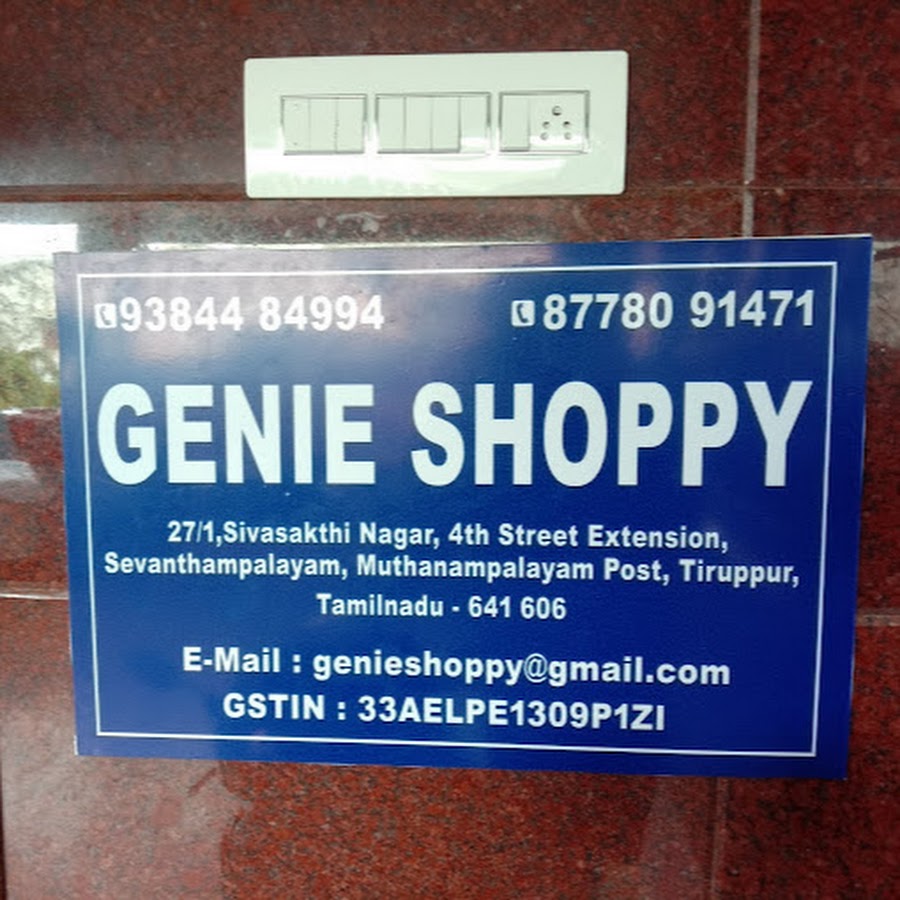 93844 84994 87780 91471
GENIE SHOPPY
27/1,Sivasakthi Nagar, 4th Street Extension,
Sevanthampalayam, Muthanampalayam Post, Tiruppur,
Tamilnadu - 641 606
E-Mail : genieshoppy@gmail.com
GSTIN : 33AELPE1309P1ZI